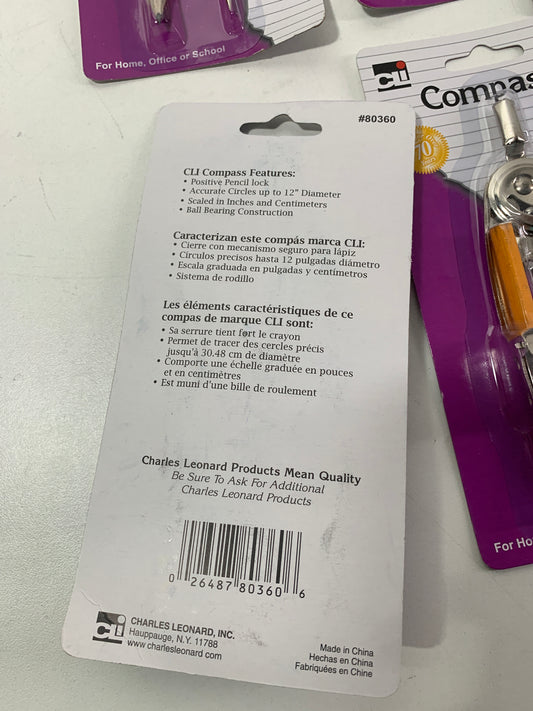 For Home, Office or School
CLI
Compas
70
#80360
CLI Compass Features:
• Positive Pencil lock
• Accurate Circles up to 12" Diameter
• Scaled in Inches and Centimeters
• Ball Bearing Construction
Caracterizan este compás marca CLI:
• Cierre con mecanismo seguro para lápiz
• Círculos precisos hasta 12 pulgadas diámetro
• Escala graduada en pulgadas y centímetros
• Sistema de rodillo
Les éléments caractéristiques de ce
compas de marque CLI sont:
• Sa serrure tient fort le crayon
• Permet de tracer des cercles précis
jusqu'à 30.48 cm de diamètre
• Comporte une échelle graduée en pouces
et en centimètres
• Est muni d'une bille de roulement
Charles Leonard Products Mean Quality
Be Sure To Ask For Additional
Charles Leonard Products
0 26487 80360 6
CLI
CHARLES LEONARD, INC.
Hauppauge, N.Y. 11788
www.charlesleonard.com
Made in China
Hechas en China
Fabriquées en Chine
For Ho